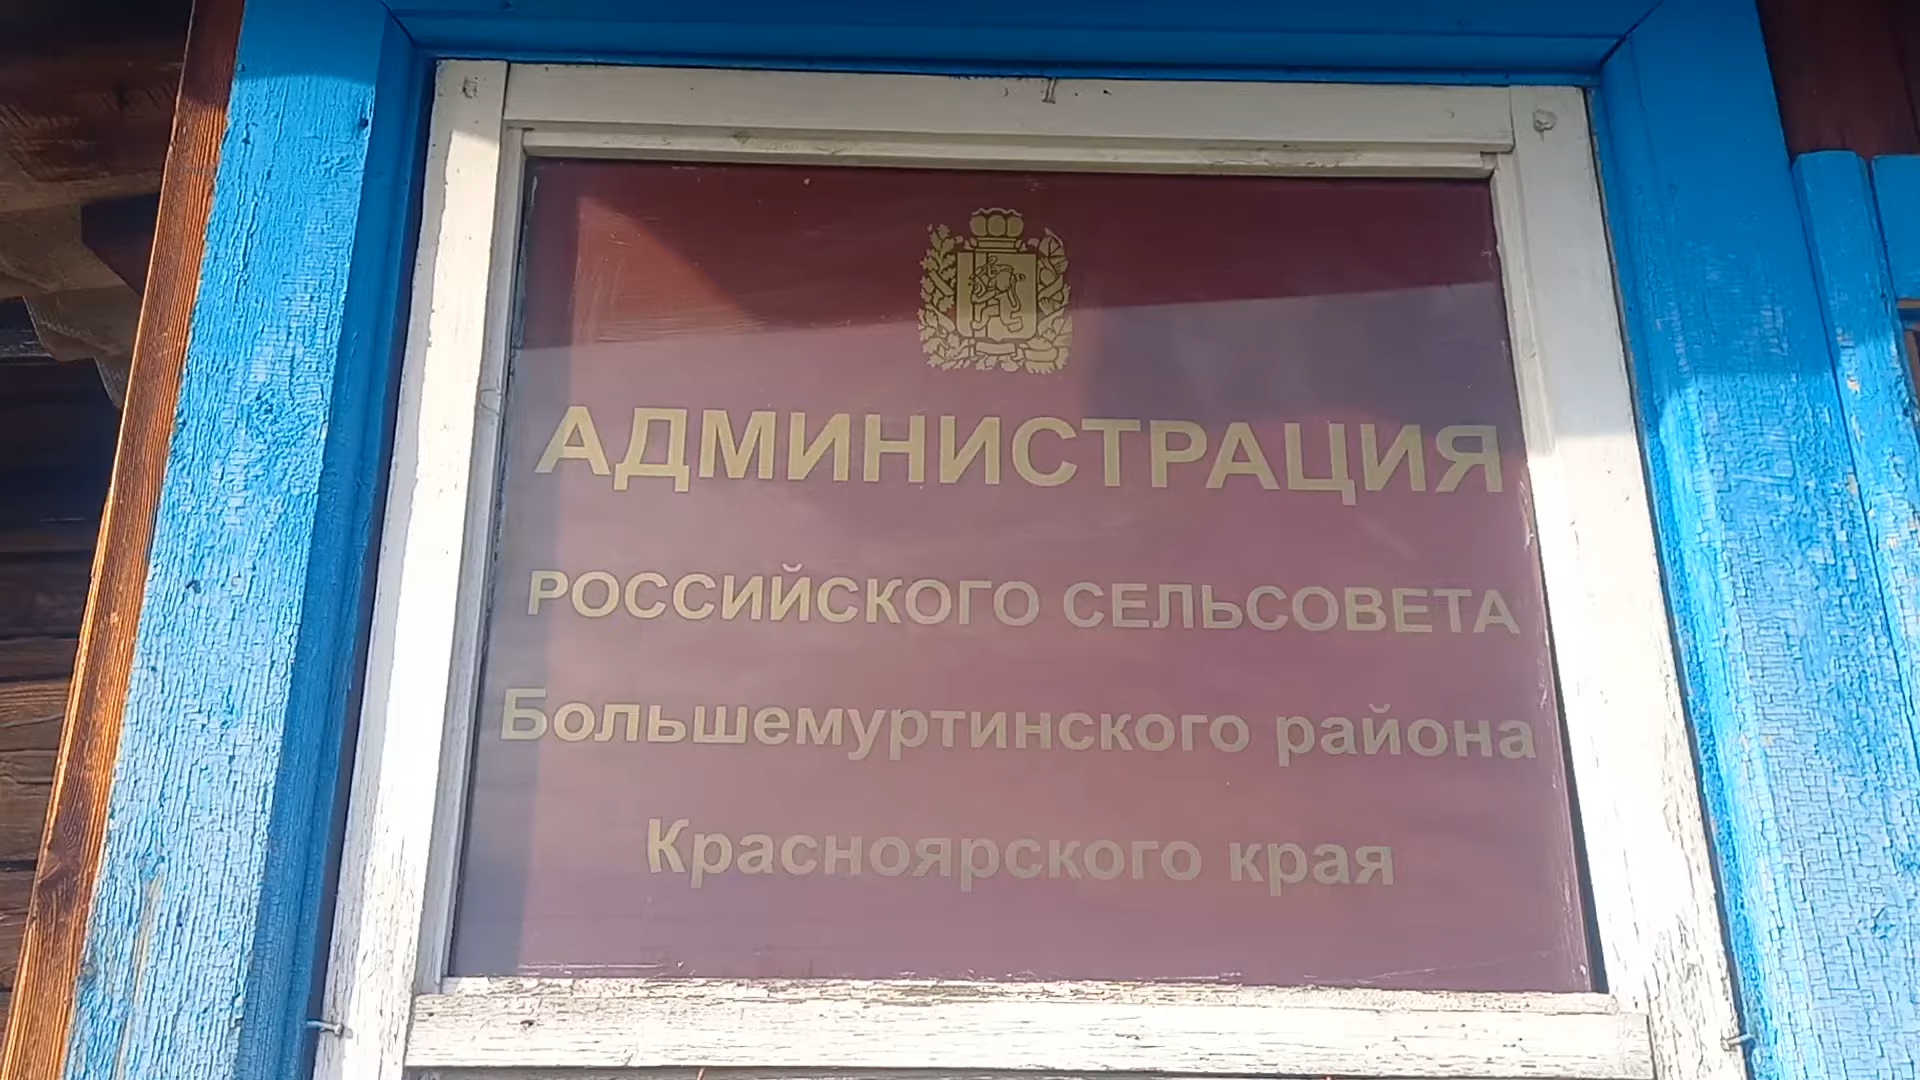 АДМИНИСТРАЦИЯ
РОССИЙСКОГО СЕЛЬСОВЕТА
Большемуртинского района
Красноярского края